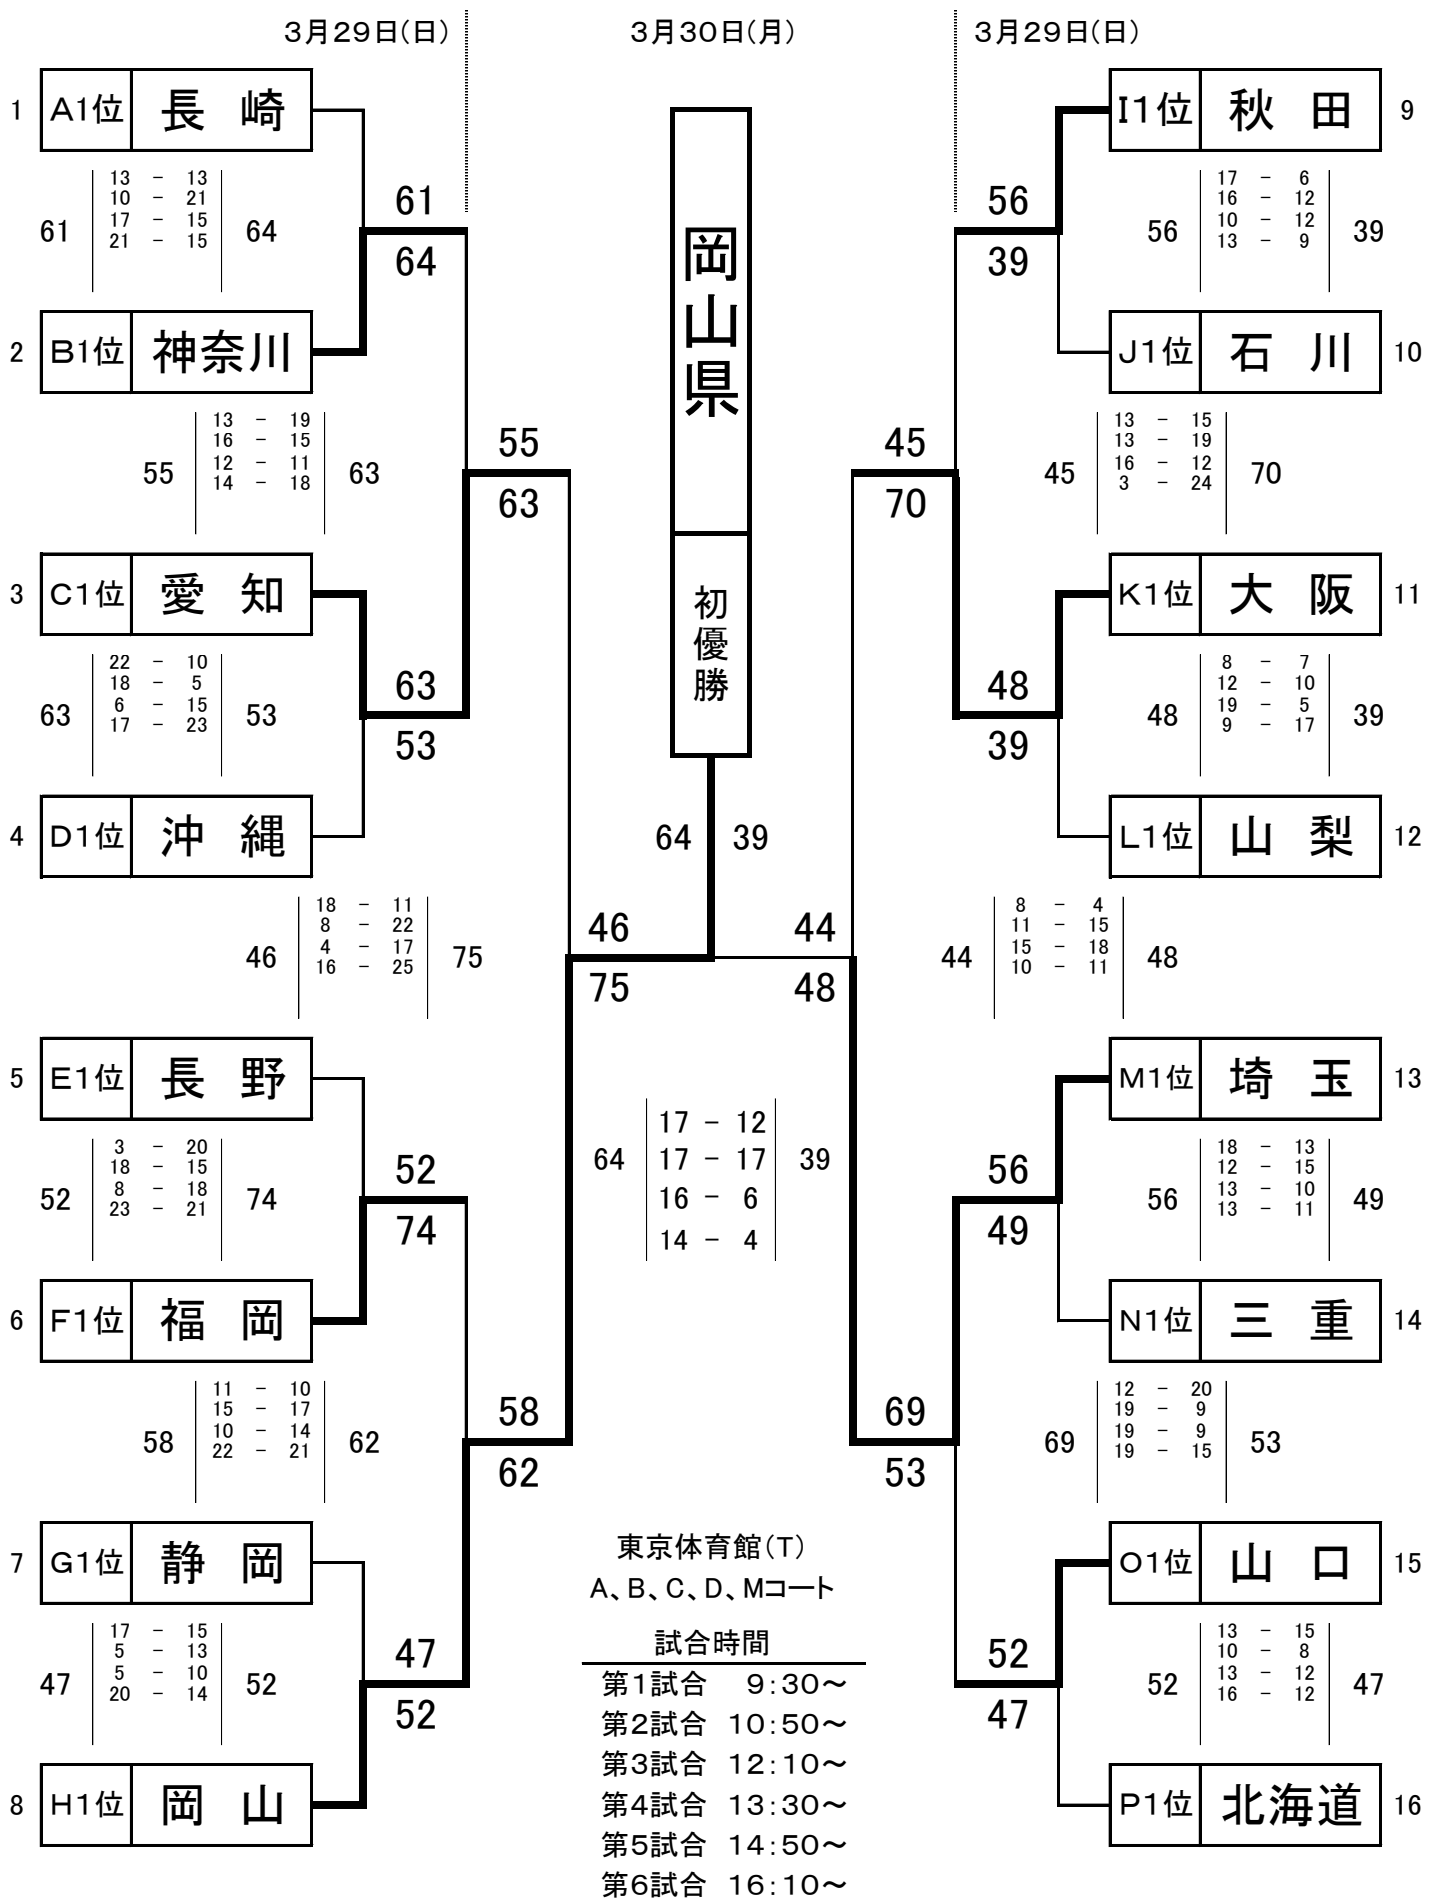 3月29日(日)
3月30日(月)
3月29日(日)
1 A1位 長 崎
61
13 － 13
10 － 21
17 － 15
21 － 15
64
61
64
2 B1位 神奈川
55
13 － 19
16 － 15
12 － 11
14 － 18
63
55
63
3 C1位 愛 知
63
22 － 10
18 － 5
6 － 15
17 － 23
53
63
53
4 D1位 沖 縄
46
18 － 11
8 － 22
4 － 17
16 － 25
75
46
75
5 E1位 長 野
52
3 － 20
18 － 15
8 － 18
23 － 21
74
52
74
6 F1位 福 岡
58
11 － 10
15 － 17
10 － 14
22 － 21
62
58
62
7 G1位 静 岡
47
17 － 15
5 － 13
5 － 10
20 － 14
52
47
52
8 H1位 岡 山
岡山県
初優勝
64 39
64
17 － 12
17 － 17
16 － 6
14 － 4
39
東京体育館(T)
A、B、C、D、Mコート
試合時間
第1試合 9:30～
第2試合 10:50～
第3試合 12:10～
第4試合 13:30～
第5試合 14:50～
第6試合 16:10～
I1位 秋 田 9
56
39
56
17 － 6
16 － 12
10 － 12
13 － 9
39
J1位 石 川 10
45
70
45
13 － 15
13 － 19
16 － 12
3 － 24
70
K1位 大 阪 11
48
39
48
8 － 7
12 － 10
19 － 5
9 － 17
39
L1位 山 梨 12
44
48
44
8 － 4
11 － 15
15 － 18
10 － 11
48
M1位 埼 玉 13
56
49
56
18 － 13
12 － 15
13 － 10
13 － 11
49
N1位 三 重 14
69
53
69
12 － 20
19 － 9
19 － 9
19 － 15
53
O1位 山 口 15
52
47
52
13 － 15
10 － 8
13 － 12
16 － 12
47
P1位 北海道 16